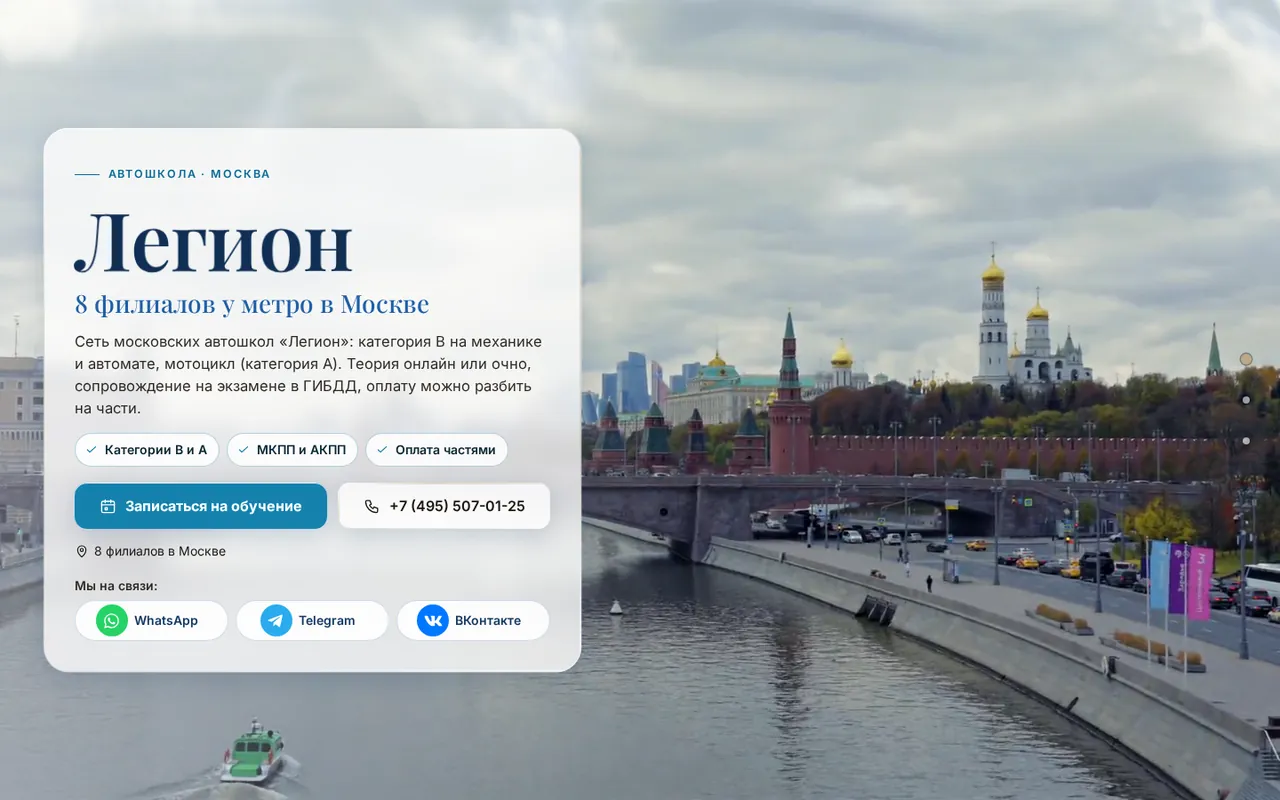 АВТОШКОЛА · МОСКВА
Легион
8 филиалов у метро в Москве
Сеть московских автошкол «Легион»: категория B на механике
и автомате, мотоцикл (категория A). Теория онлайн или очно,
сопровождение на экзамене в ГИБДД, оплату можно разбить
на части.
Категории B и A
МКПП и АКПП
Оплата частями
Записаться на обучение
+7 (495) 507-01-25
8 филиалов в Москве
Мы на связи:
WhatsApp
Telegram
ВКонтакте